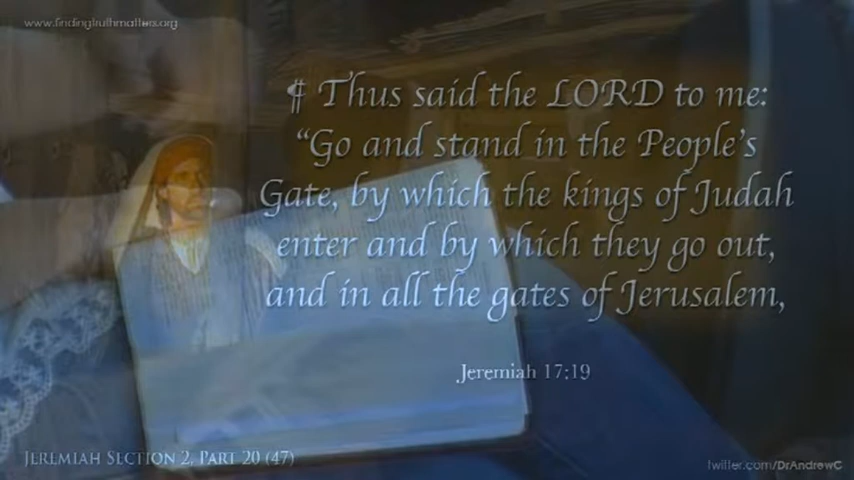 www.findingtruthmatters.org
¶ Thus said the LORD to me:
“Go and stand in the People’s
Gate, by which the kings of Judah
enter and by which they go out,
and in all the gates of Jerusalem,
Jeremiah 17:19
JEREMIAH SECTION 2, PART 20 (47)
twitter.com/DrAndrewC